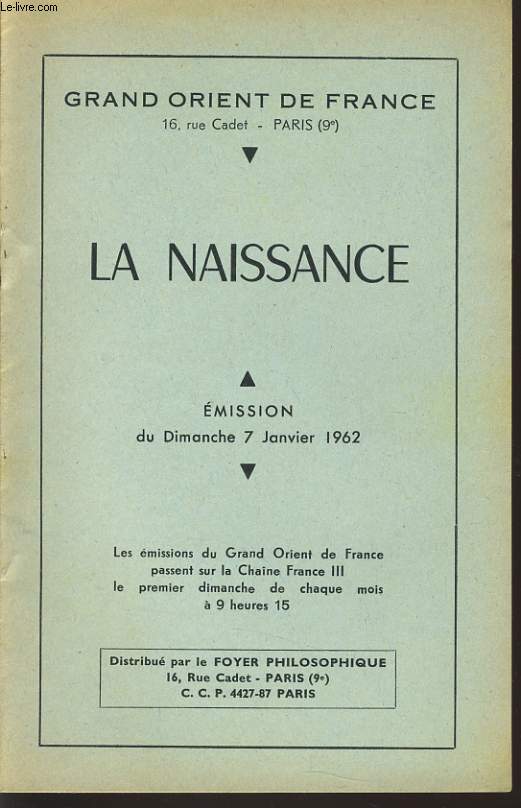 Le-livre.com
GRAND ORIENT DE FRANCE
16, rue Cadet - PARIS (9e)
LA NAISSANCE
ÉMISSION
du Dimanche 7 Janvier 1962
Les émissions du Grand Orient de France
passent sur la Chaîne France III
le premier dimanche de chaque mois
à 9 heures 15
Distribué par le FOYER PHILOSOPHIQUE
16, Rue Cadet - PARIS (9e)
C. C. P. 4427-87 PARIS